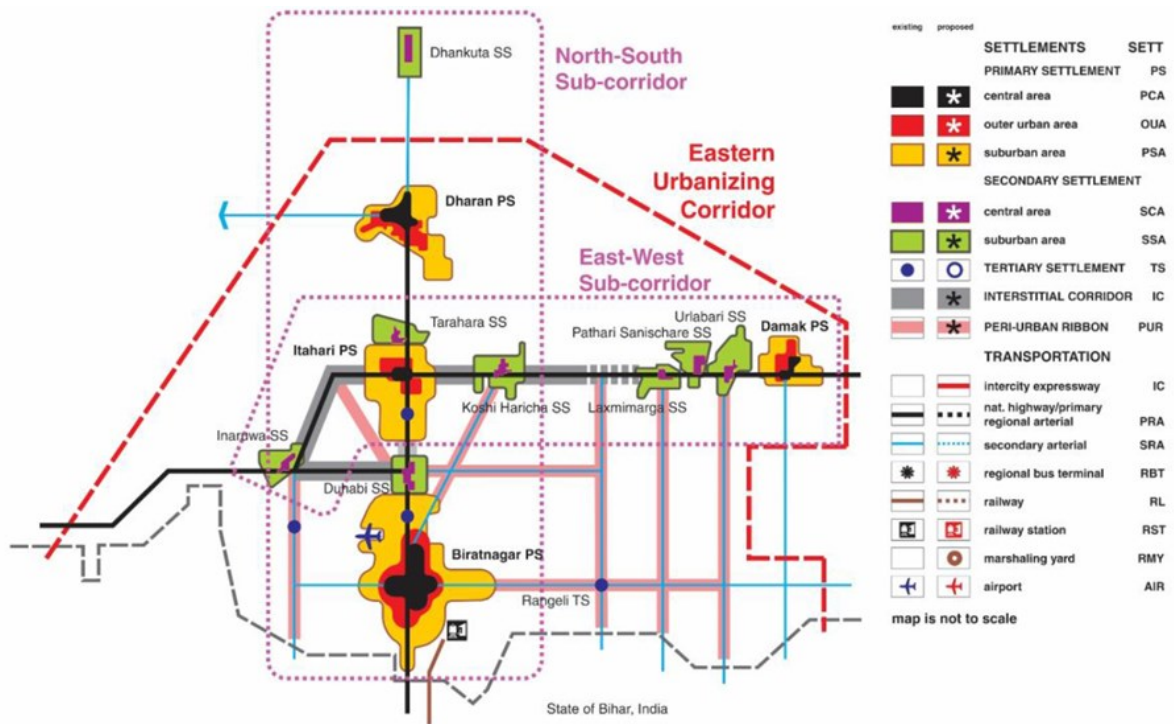 Dhankuta SS
North-South
Sub-corridor
Eastern
Urbanizing
Corridor
Dharan PS
East-West
Sub-corridor
Tarahara SS
Urlabari SS
Pathari Sanischare SS
Damak PS
Itahari PS
Koshi Haricha SS
Laxmimarga SS
Inarwa SS
Duhabi SS
Biratnagar PS
Rangeli TS
State of Bihar, India
existing proposed
SETTLEMENTS SETT
PRIMARY SETTLEMENT PS
central area PCA
outer urban area OUA
suburban area PSA
SECONDARY SETTLEMENT
central area SCA
suburban area SSA
TERTIARY SETTLEMENT TS
INTERSTITIAL CORRIDOR IC
PERI-URBAN RIBBON PUR
TRANSPORTATION
intercity expressway IC
nat. highway/primary
regional arterial PRA
secondary arterial SRA
regional bus terminal RBT
railway RL
railway station RST
marshaling yard RMY
airport AIR
map is not to scale